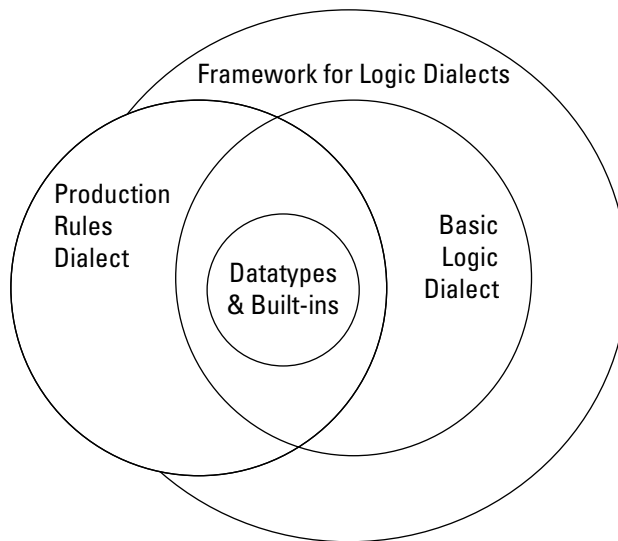 Framework for Logic Dialects
Production
Rules
Dialect
Basic
Logic
Dialect
Datatypes
& Built-ins